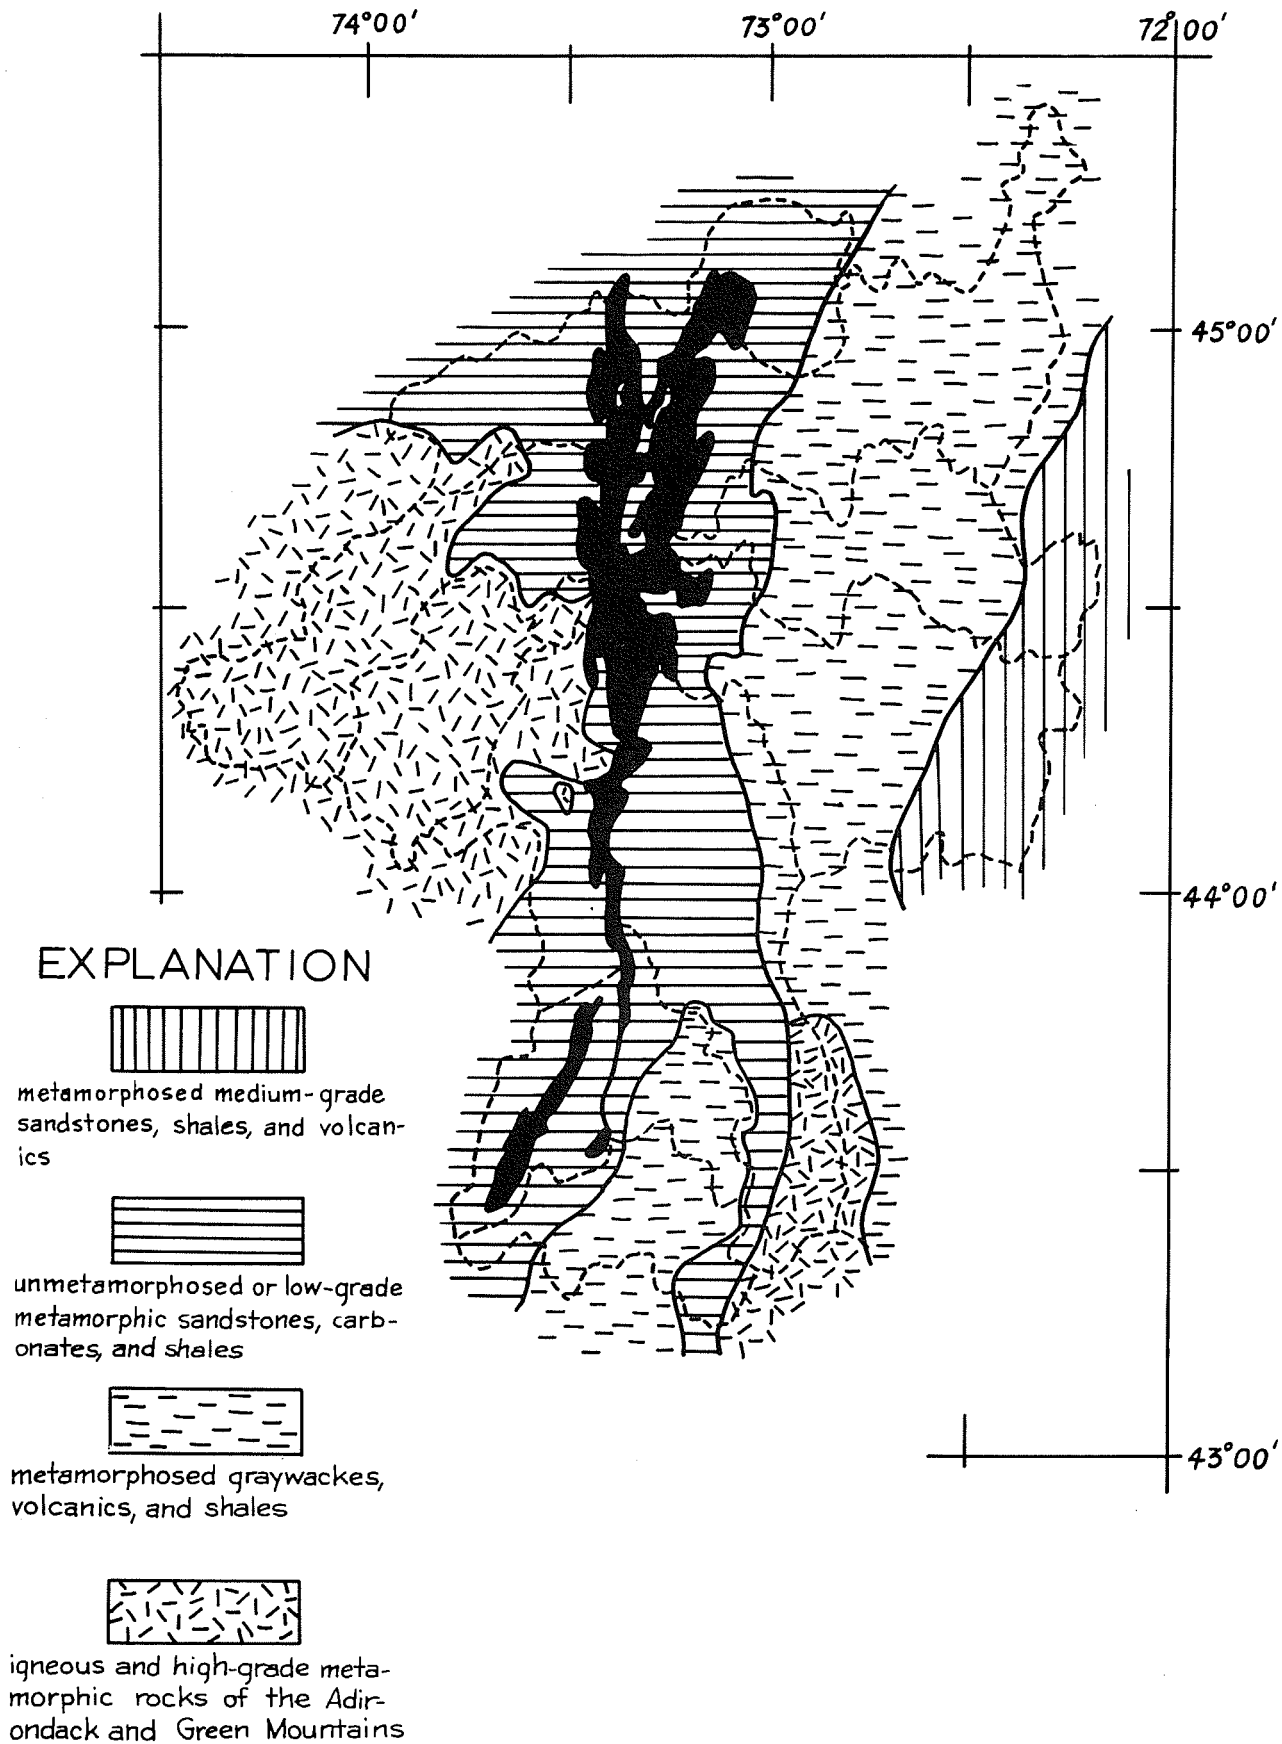 74°00' 73°00' 72°00'
45°00'
44°00'
EXPLANATION
metamorphosed medium-grade
sandstones, shales, and volcan-
ics
unmetamorphosed or low-grade
metamorphic sandstones, carb-
onates, and shales
metamorphosed graywackes,
volcanics, and shales
43°00'
igneous and high-grade meta-
morphic rocks of the Adir-
ondack and Green Mountains